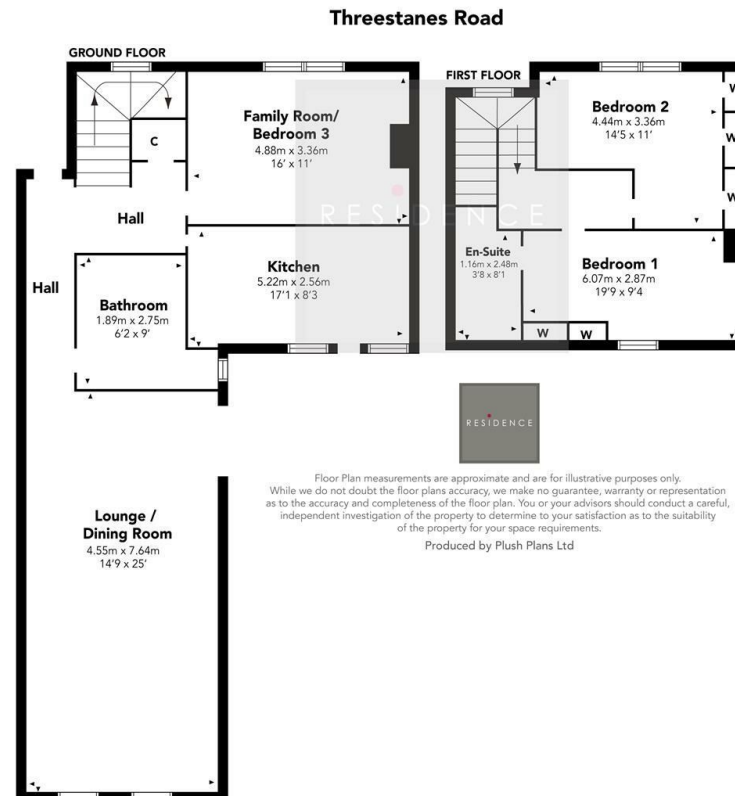 Threestanes Road
GROUND FLOOR
Family Room/
Bedroom 3
4.88m x 3.36m
16' x 11'
C
Hall
Kitchen
5.22m x 2.56m
17'1 x 8'3
Hall
Bathroom
1.89m x 2.75m
6'2 x 9'
Lounge /
Dining Room
4.55m x 7.64m
14'9 x 25'
FIRST FLOOR
Bedroom 2
4.44m x 3.36m
14'5 x 11'
W
W
W
En-Suite
1.16m x 2.48m
3'8 x 8'1
Bedroom 1
6.07m x 2.87m
19'9 x 9'4
W
W
RESIDENCE
RESIDENCE
Floor Plan measurements are approximate and are for illustrative purposes only.
While we do not doubt the floor plans accuracy, we make no guarantee, warranty or representation
as to the accuracy and completeness of the floor plan. You or your advisors should conduct a careful,
independent investigation of the property to determine to your satisfaction as to the suitability
of the property for your space requirements.
Produced by Plush Plans Ltd